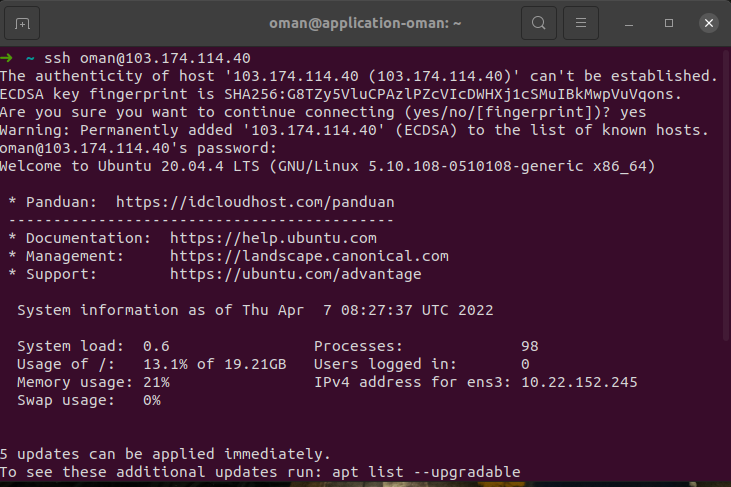 oman@application-oman: ~
→ ~ ssh oman@103.174.114.40
The authenticity of host '103.174.114.40 (103.174.114.40)' can't be established.
ECDSA key fingerprint is SHA256:G8TZy5VluCPAzlPZcVIcDWHXj1cSMuIBkMwpVuVqons.
Are you sure you want to continue connecting (yes/no/[fingerprint])? yes
Warning: Permanently added '103.174.114.40' (ECDSA) to the list of known hosts.
oman@103.174.114.40's password:
Welcome to Ubuntu 20.04.4 LTS (GNU/Linux 5.10.108-0510108-generic x86_64)
* Panduan:  https://idcloudhost.com/panduan
-------------------------------------------
* Documentation:  https://help.ubuntu.com
* Management:     https://landscape.canonical.com
* Support:        https://ubuntu.com/advantage
System information as of Thu Apr  7 08:27:37 UTC 2022
System load:  0.6                Processes:             98
Usage of /:   13.1% of 19.21GB   Users logged in:       0
Memory usage: 21%                IPv4 address for ens3: 10.22.152.245
Swap usage:   0%
5 updates can be applied immediately.
To see these additional updates run: apt list --upgradable